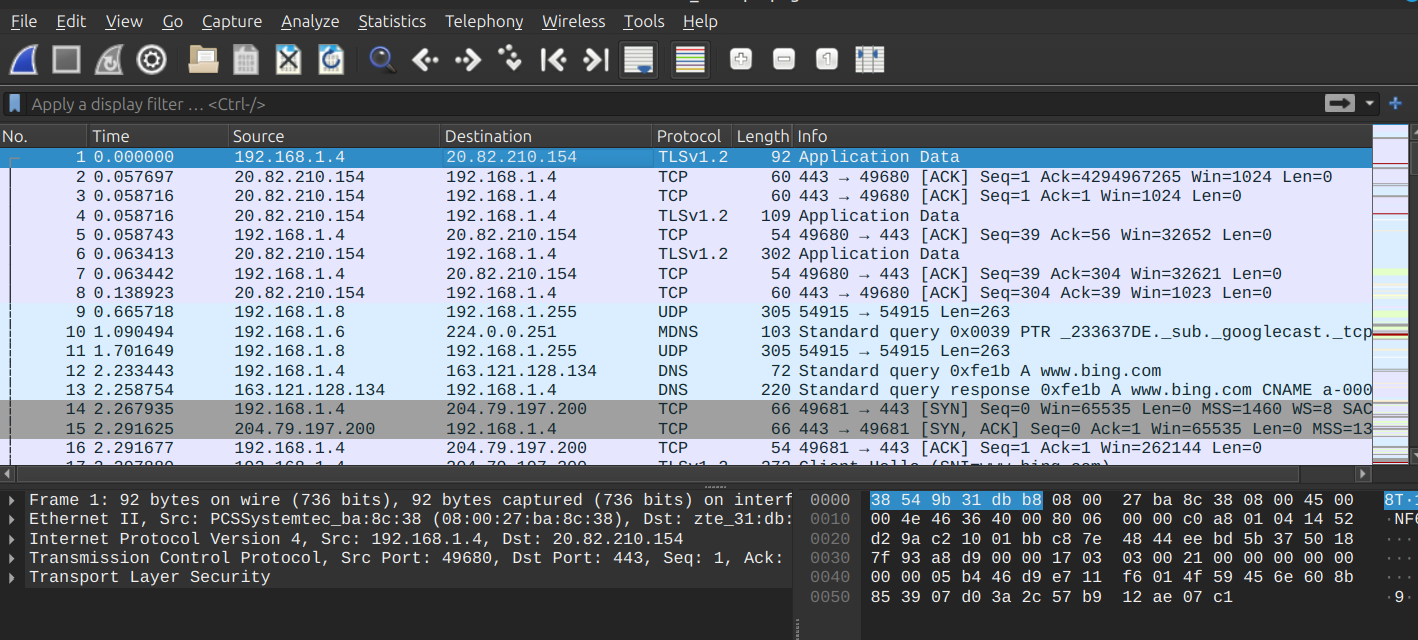 File Edit View Go Capture Analyze Statistics Telephony Wireless Tools Help
Apply a display filter … <Ctrl-/>
No. Time Source Destination Protocol Length Info
1 0.000000 192.168.1.4 20.82.210.154 TLSv1.2 92 Application Data
2 0.057697 20.82.210.154 192.168.1.4 TCP 60 443 → 49680 [ACK] Seq=1 Ack=4294967265 Win=1024 Len=0
3 0.058716 20.82.210.154 192.168.1.4 TCP 60 443 → 49680 [ACK] Seq=1 Ack=1 Win=1024 Len=0
4 0.058716 20.82.210.154 192.168.1.4 TLSv1.2 109 Application Data
5 0.058743 192.168.1.4 20.82.210.154 TCP 54 49680 → 443 [ACK] Seq=39 Ack=56 Win=32652 Len=0
6 0.063413 20.82.210.154 192.168.1.4 TLSv1.2 302 Application Data
7 0.063442 192.168.1.4 20.82.210.154 TCP 54 49680 → 443 [ACK] Seq=39 Ack=304 Win=32621 Len=0
8 0.138923 20.82.210.154 192.168.1.4 TCP 60 443 → 49680 [ACK] Seq=304 Ack=39 Win=1023 Len=0
9 0.665718 192.168.1.8 192.168.1.255 UDP 305 54915 → 54915 Len=263
10 1.090494 192.168.1.6 224.0.0.251 MDNS 103 Standard query 0x0039 PTR _233637DE._sub._googlecast._tcp
11 1.701649 192.168.1.8 192.168.1.255 UDP 305 54915 → 54915 Len=263
12 2.233443 192.168.1.4 163.121.128.134 DNS 72 Standard query 0xfe1b A www.bing.com
13 2.258754 163.121.128.134 192.168.1.4 DNS 220 Standard query response 0xfe1b A www.bing.com CNAME a-000
14 2.267935 192.168.1.4 204.79.197.200 TCP 66 49681 → 443 [SYN] Seq=0 Win=65535 Len=0 MSS=1460 WS=8 SAC
15 2.291625 204.79.197.200 192.168.1.4 TCP 66 443 → 49681 [SYN, ACK] Seq=0 Ack=1 Win=65535 Len=0 MSS=13
16 2.291677 192.168.1.4 204.79.197.200 TCP 54 49681 → 443 [ACK] Seq=1 Ack=1 Win=262144 Len=0
Frame 1: 92 bytes on wire (736 bits), 92 bytes captured (736 bits) on interf
Ethernet II, Src: PCSSystemtec_ba:8c:38 (08:00:27:ba:8c:38), Dst: zte_31:db:
Internet Protocol Version 4, Src: 192.168.1.4, Dst: 20.82.210.154
Transmission Control Protocol, Src Port: 49680, Dst Port: 443, Seq: 1, Ack:
Transport Layer Security
0000 38 54 9b 31 db b8 08 00 27 ba 8c 38 08 00 45 00 8T·1
0010 00 4e 46 36 40 00 80 06 00 00 c0 a8 01 04 14 52 ·NF6
0020 d2 9a c2 10 01 bb c8 7e 48 44 ee bd 5b 37 50 18 ···
0030 7f 93 a8 d9 00 00 17 03 03 00 21 00 00 00 00 00 ···
0040 00 00 05 b4 46 d9 e7 11 f6 01 4f 59 45 6e 60 8b ···
0050 85 39 07 d0 3a 2c 57 b9 12 ae 07 c1 ·9·